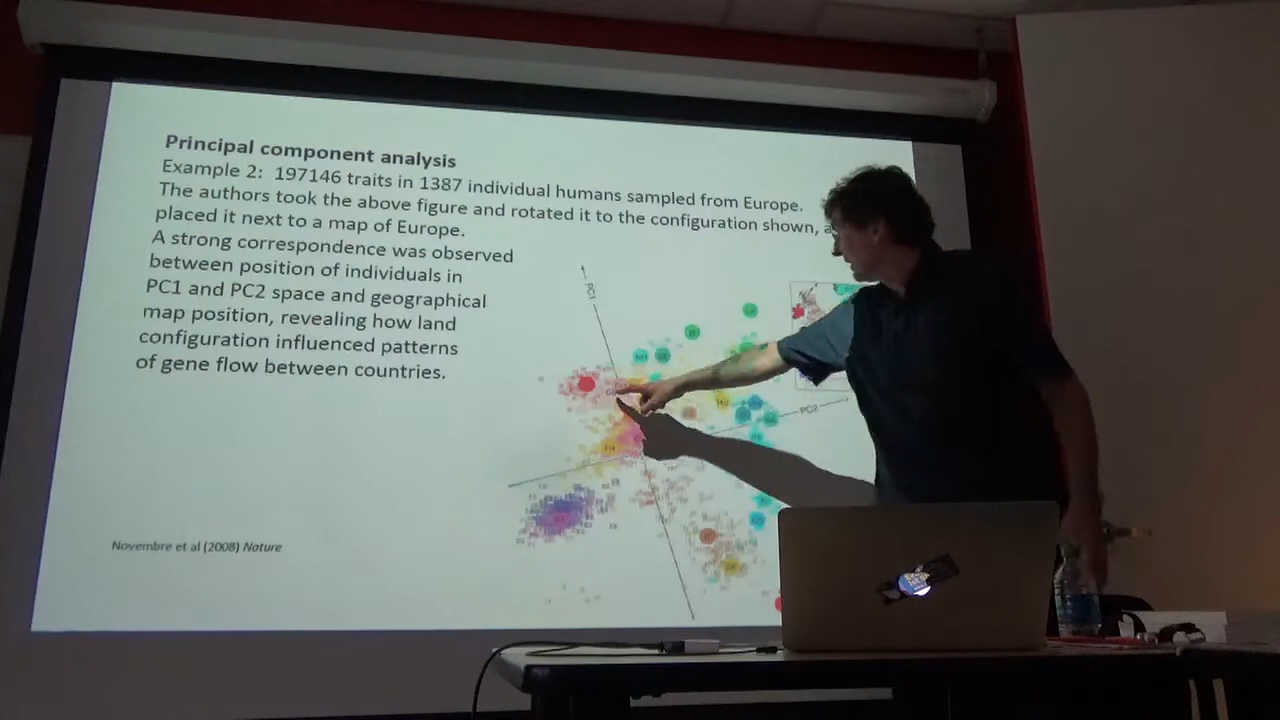 Principal component analysis
Example 2: 197146 traits in 1387 individual humans sampled from Europe.
The authors took the above figure and rotated it to the configuration shown, a
placed it next to a map of Europe.
A strong correspondence was observed
between position of individuals in
PC1 and PC2 space and geographical
map position, revealing how land
configuration influenced patterns
of gene flow between countries.
PC1
PC2
Novembre et al (2008) Nature